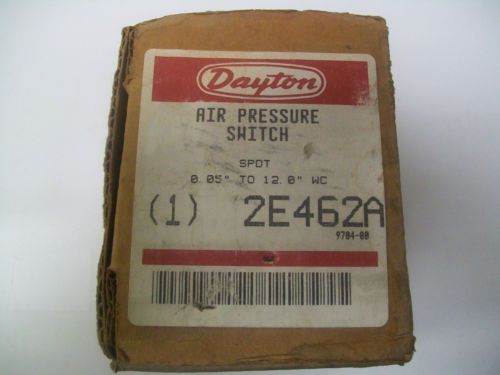 Dayton
AIR PRESSURE
SWITCH
SPDT
0.05" TO 12.0" WC
(1) 2E462A
9704-00